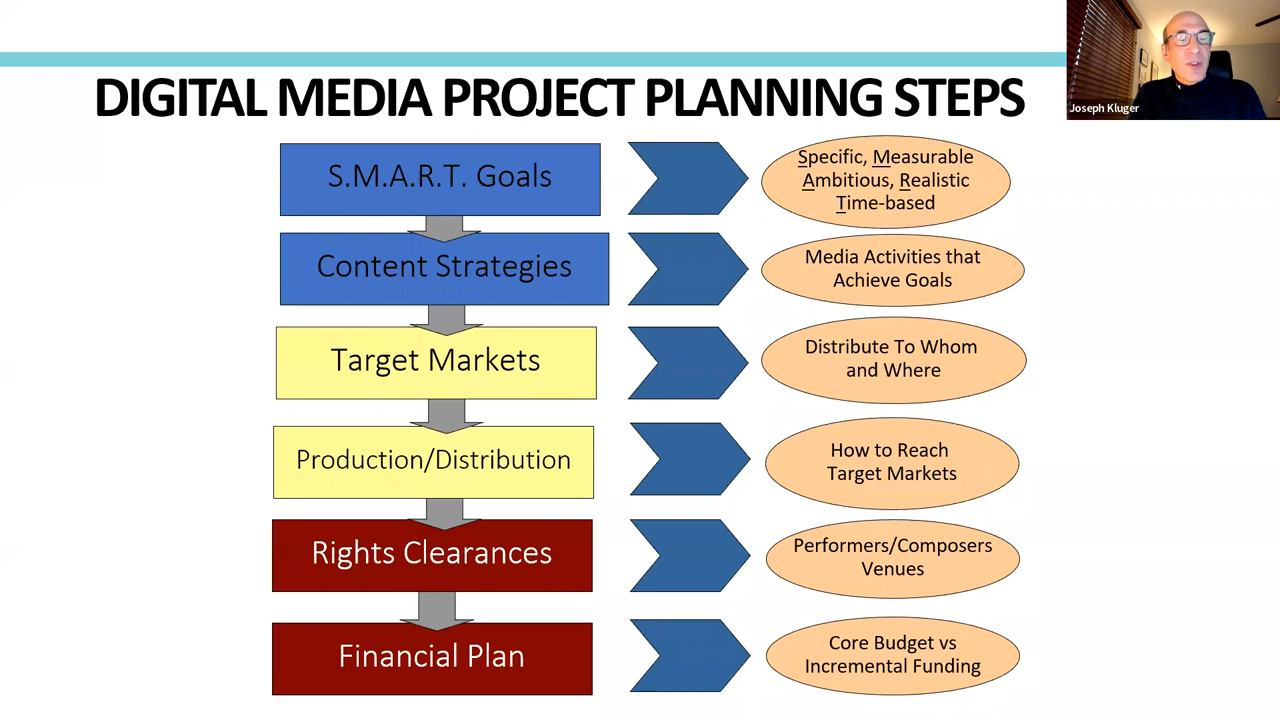 DIGITAL MEDIA PROJECT PLANNING STEPS
Joseph Kluger
S.M.A.R.T. Goals
Specific, Measurable
Ambitious, Realistic
Time-based
Content Strategies
Media Activities that
Achieve Goals
Target Markets
Distribute To Whom
and Where
Production/Distribution
How to Reach
Target Markets
Rights Clearances
Performers/Composers
Venues
Financial Plan
Core Budget vs
Incremental Funding